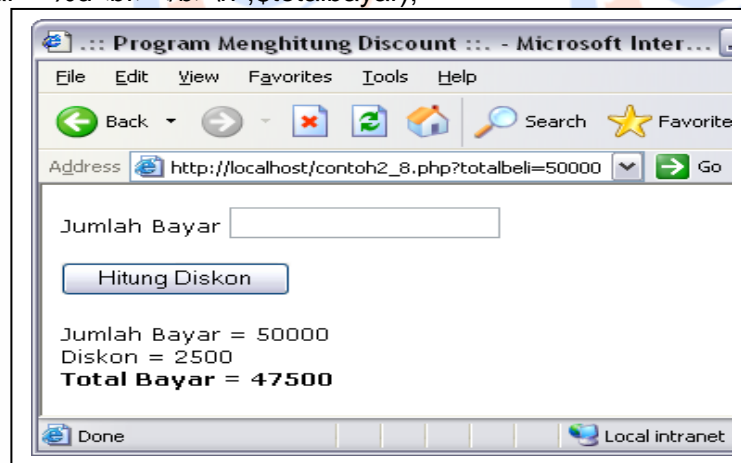 ,$totalbayar);
.:: Program Menghitung Discount ::. - Microsoft Inter...
File Edit View Favorites Tools Help
Back Search Favorite
Address http://localhost/contoh2_8.php?totalbeli=50000 Go
Jumlah Bayar
Hitung Diskon
Jumlah Bayar = 50000
Diskon = 2500
Total Bayar = 47500
Done Local intranet